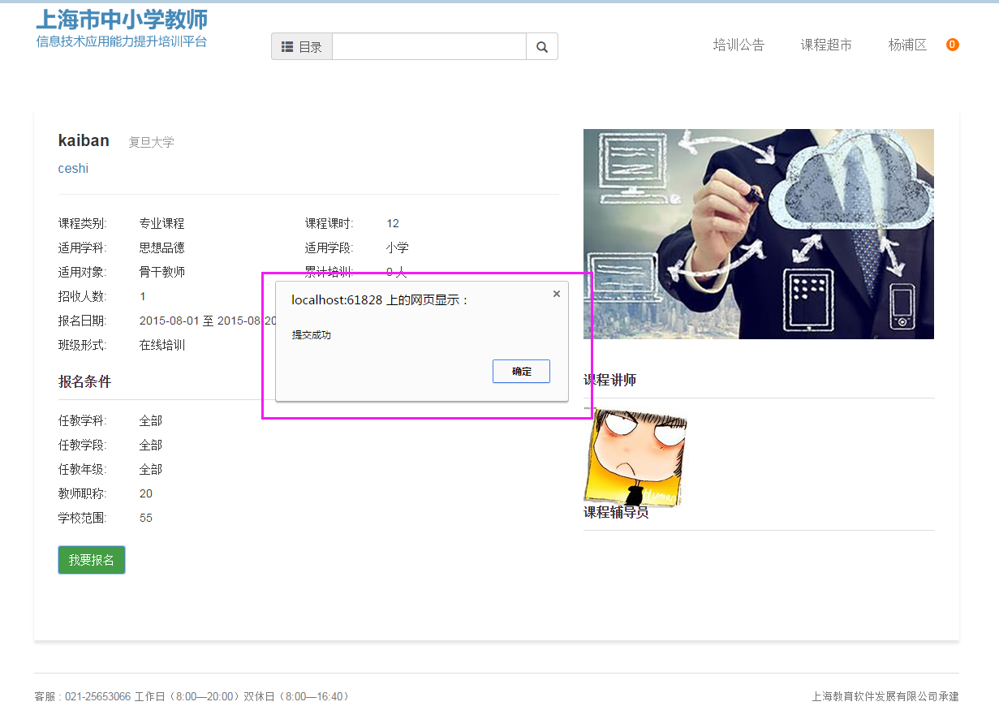 上海市中小学教师
信息技术应用能力提升培训平台
目录
培训公告 课程超市 杨浦区 0
kaiban 复旦大学
ceshi
课程类别: 专业课程 课程课时: 12
适用学科: 思想品德 适用学段: 小学
适用对象: 骨干教师 累计培训: 0 人
招收人数: 1
报名日期: 2015-08-01 至 2015-08-20
班级形式: 在线培训
localhost:61828 上的网页显示：
×
提交成功
确定
报名条件
任教学科: 全部
任教学段: 全部
任教年级: 全部
教师职称: 20
学校范围: 55
我要报名
课程讲师
Human
课程辅导员
客服：021-25653066 工作日（8:00—20:00）双休日（8:00—16:40）
上海教育软件发展有限公司承建